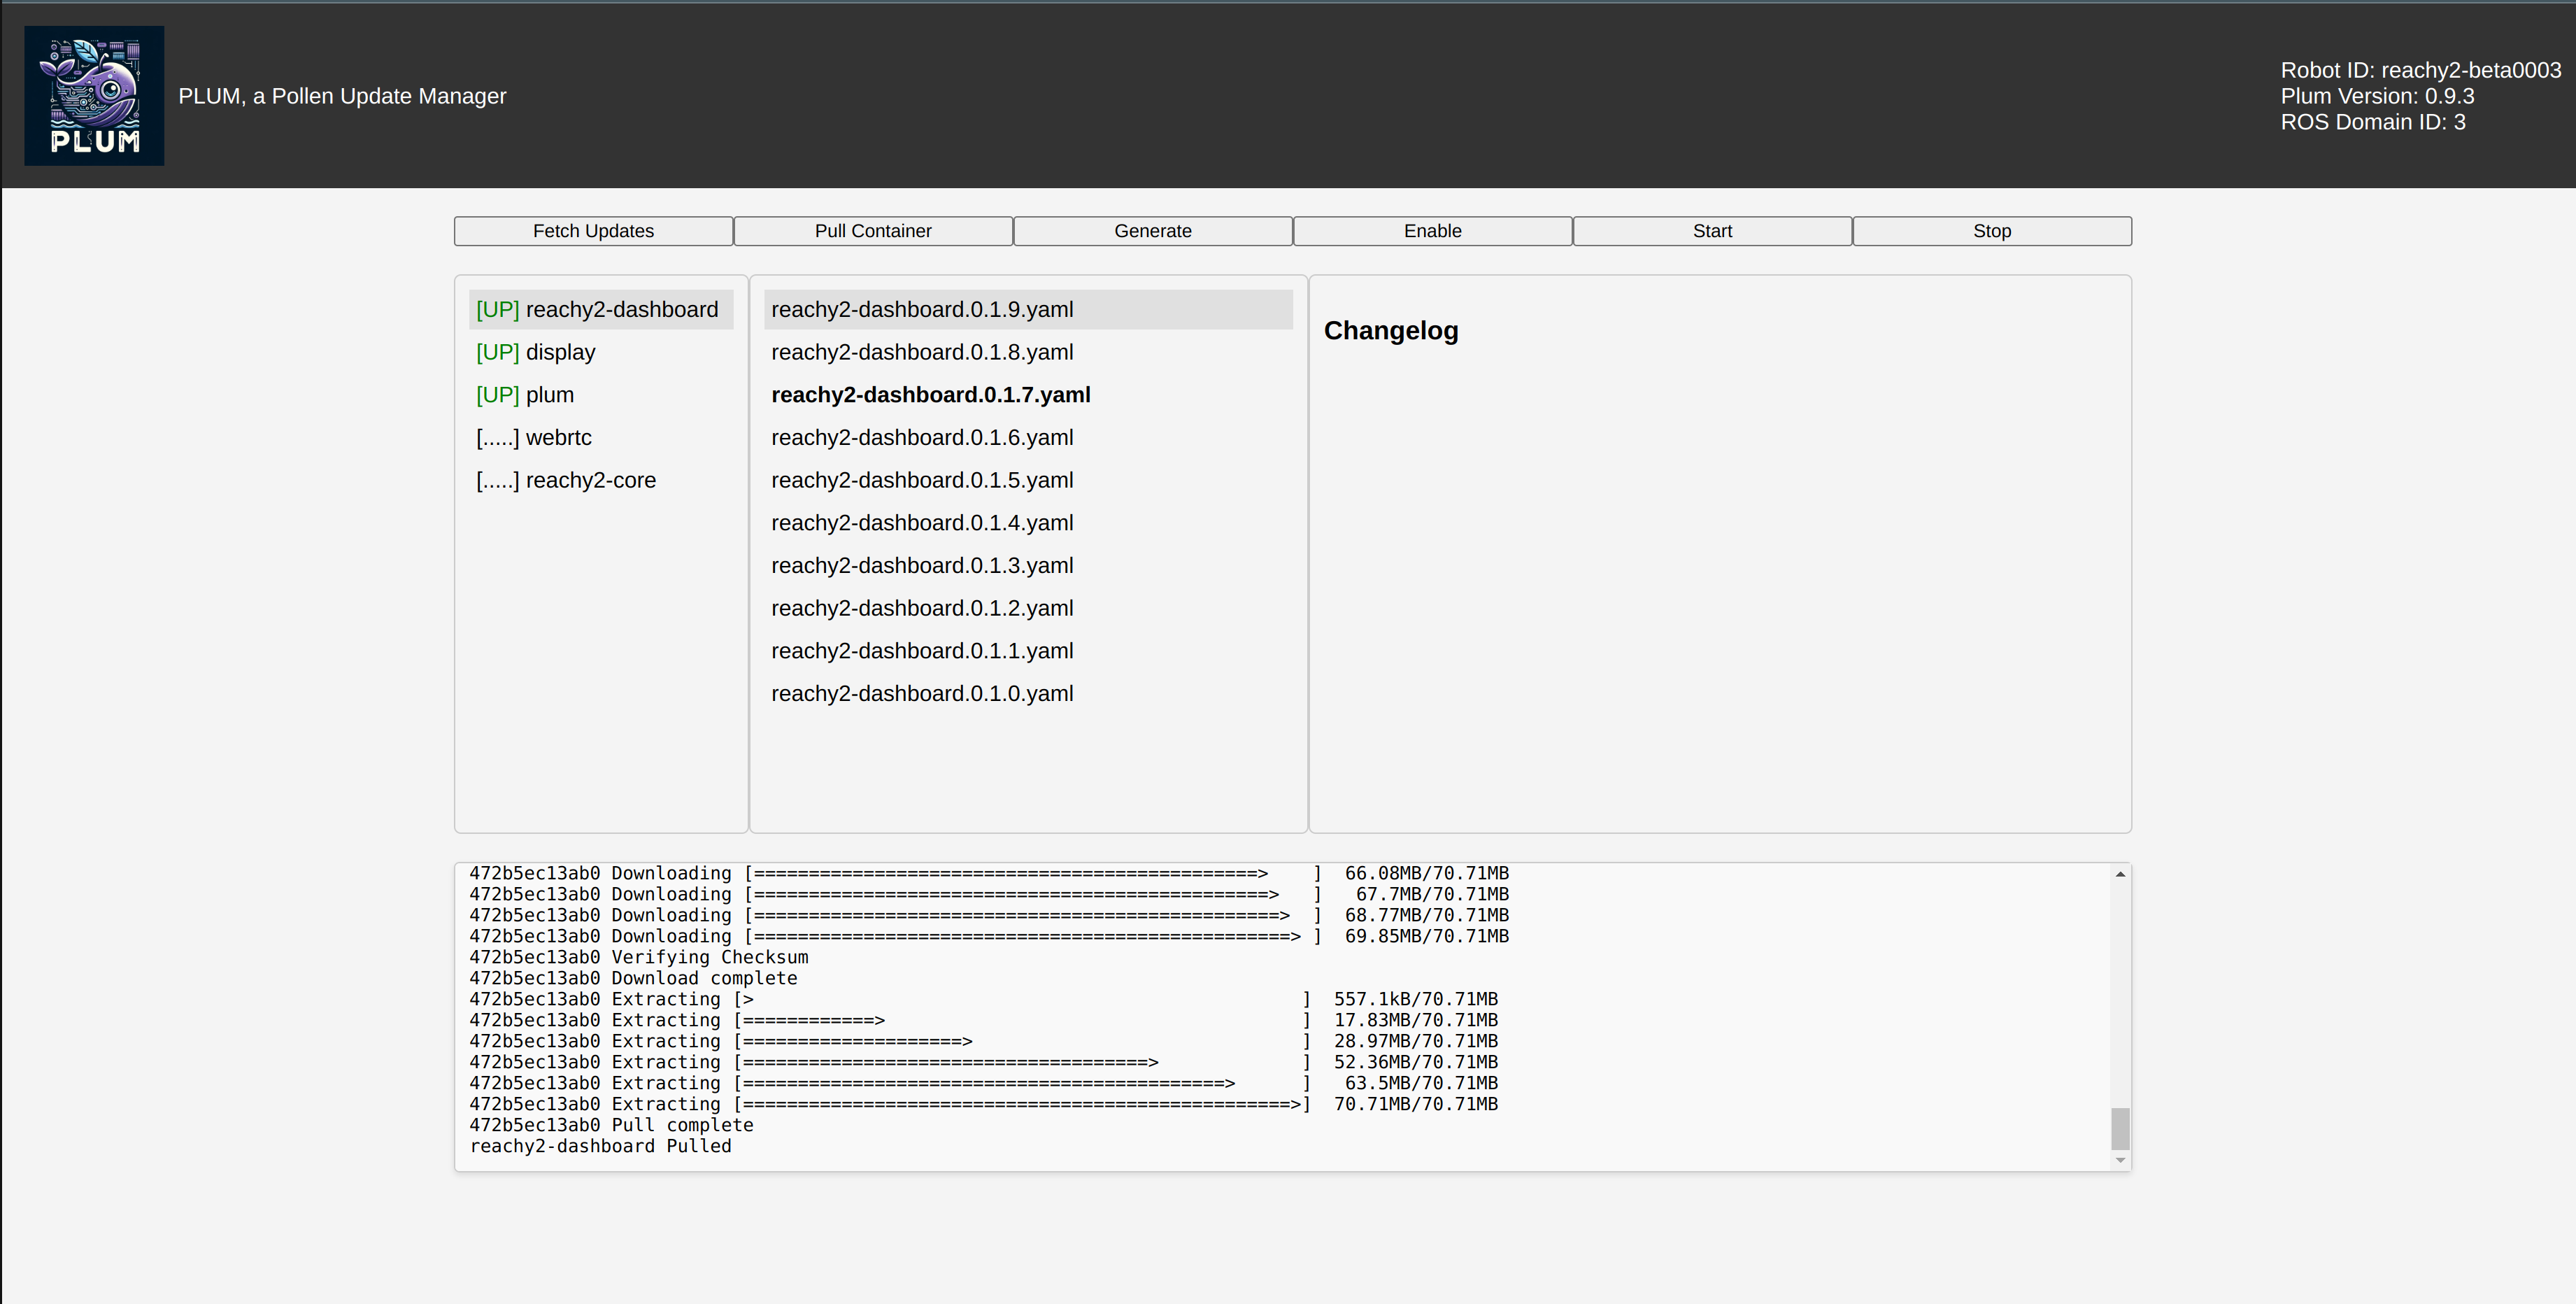 PLUM
PLUM, a Pollen Update Manager
Robot ID: reachy2-beta0003
Plum Version: 0.9.3
ROS Domain ID: 3
Fetch Updates
Pull Container
Generate
Enable
Start
Stop
[UP] reachy2-dashboard
[UP] display
[UP] plum
[.....] webrtc
[.....] reachy2-core
reachy2-dashboard.0.1.9.yaml
reachy2-dashboard.0.1.8.yaml
reachy2-dashboard.0.1.7.yaml
reachy2-dashboard.0.1.6.yaml
reachy2-dashboard.0.1.5.yaml
reachy2-dashboard.0.1.4.yaml
reachy2-dashboard.0.1.3.yaml
reachy2-dashboard.0.1.2.yaml
reachy2-dashboard.0.1.1.yaml
reachy2-dashboard.0.1.0.yaml
Changelog
472b5ec13ab0 Downloading [==============================================>    ]  66.08MB/70.71MB
472b5ec13ab0 Downloading [===============================================>   ]   67.7MB/70.71MB
472b5ec13ab0 Downloading [================================================>  ]  68.77MB/70.71MB
472b5ec13ab0 Downloading [=================================================> ]  69.85MB/70.71MB
472b5ec13ab0 Verifying Checksum
472b5ec13ab0 Download complete
472b5ec13ab0 Extracting [>                                                  ]  557.1kB/70.71MB
472b5ec13ab0 Extracting [============>                                      ]  17.83MB/70.71MB
472b5ec13ab0 Extracting [====================>                              ]  28.97MB/70.71MB
472b5ec13ab0 Extracting [=====================================>             ]  52.36MB/70.71MB
472b5ec13ab0 Extracting [============================================>      ]   63.5MB/70.71MB
472b5ec13ab0 Extracting [==================================================>]  70.71MB/70.71MB
472b5ec13ab0 Pull complete
reachy2-dashboard Pulled